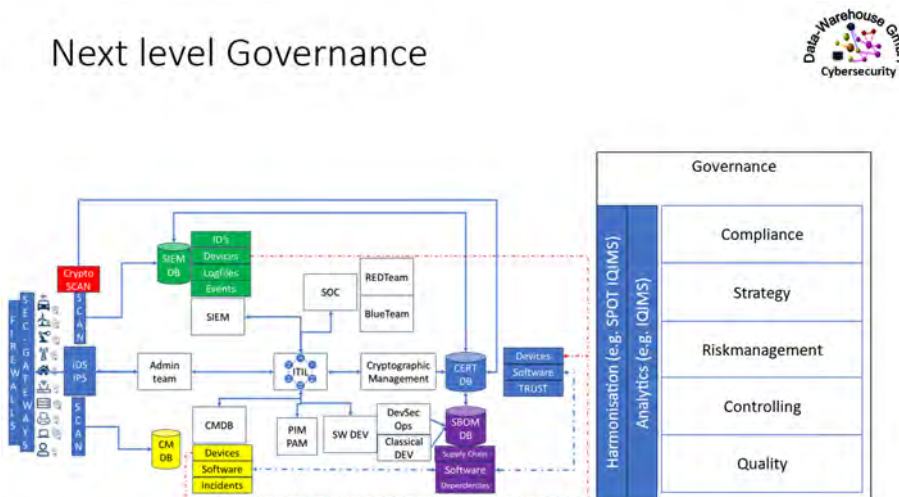 Next level Governance
Data-Warehouse GmbH
Cybersecurity
Governance
Harmonisation (e.g. SPOT IQIMS)
Analytics (e.g. IQIMS)
Compliance
Strategy
Riskmanagement
Controlling
Quality
FIREWALLS
SEC-GATEWAYS
Crypto
SCAN
SCAN
iDS
IPS
SCAN
SIEM
DB
ID's
Devices
Logfiles
Events
SIEM
SOC
REDTeam
BlueTeam
Admin
team
ITIL
Cryptographic
Management
CERT
DB
Devices
Software
TRUST
CMDB
PIM
PAM
SW DEV
DevSec
Ops
Classical
DEV
SBOM
DB
Supply Chain
Software
Dependencies
CM
DB
Devices
Software
Incidents